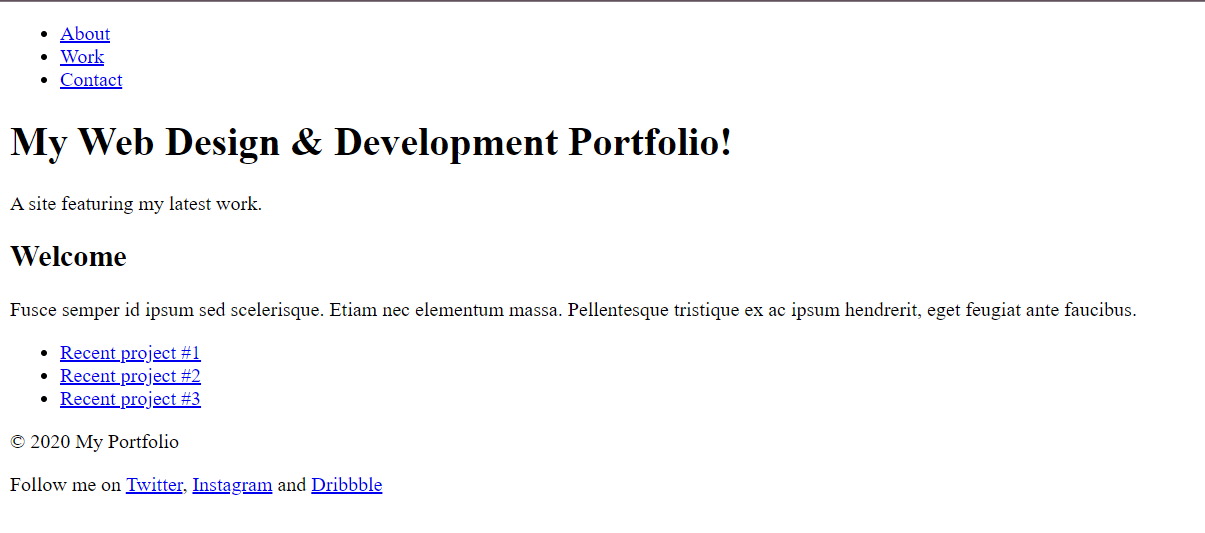 About
Work
Contact
My Web Design & Development Portfolio!
A site featuring my latest work.
Welcome
Fusce semper id ipsum sed scelerisque. Etiam nec elementum massa. Pellentesque tristique ex ac ipsum hendrerit, eget feugiat ante faucibus.
Recent project #1
Recent project #2
Recent project #3
© 2020 My Portfolio
Follow me on Twitter, Instagram and Dribbble